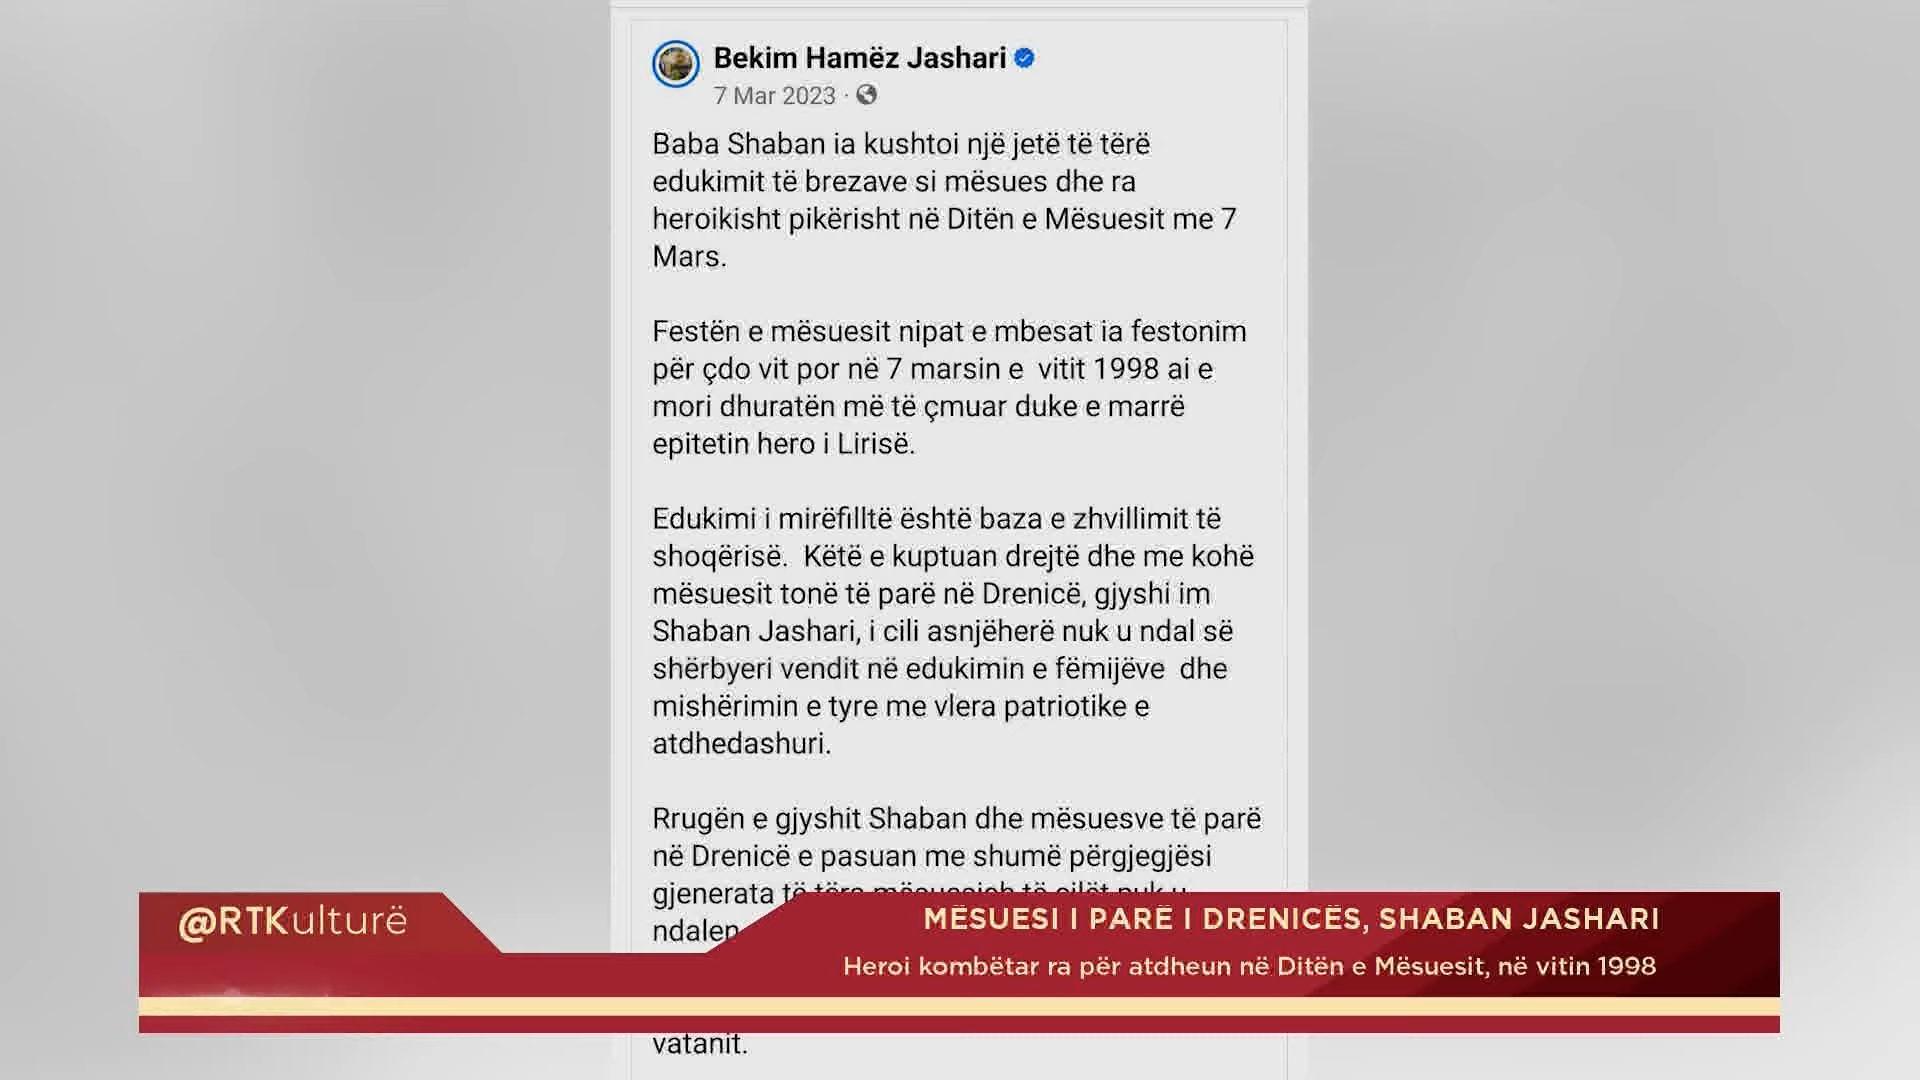 Bekim Hamëz Jashari
7 Mar 2023 ·
Baba Shaban ia kushtoi një jetë të tërë
edukimit të brezave si mësues dhe ra
heroikisht pikërisht në Ditën e Mësuesit me 7
Mars.
Festën e mësuesit nipat e mbesat ia festonim
për çdo vit por në 7 marsin e  vitit 1998 ai e
mori dhuratën më të çmuar duke e marrë
epitetin hero i Lirisë.
Edukimi i mirëfilltë është baza e zhvillimit të
shoqërisë.  Këtë e kuptuan drejtë dhe me kohë
mësuesit tonë të parë në Drenicë, gjyshi im
Shaban Jashari, i cili asnjëherë nuk u ndal së
shërbyeri vendit në edukimin e fëmijëve  dhe
mishërimin e tyre me vlera patriotike e
atdhedashuri.
Rrugën e gjyshit Shaban dhe mësuesve të parë
në Drenicë e pasuan me shumë përgjegjësi
gjenerata të
ndalen
vatanit.
@RTKulturë
MËSUESI I PARË I DRENICËS, SHABAN JASHARI
Heroi kombëtar ra për atdheun në Ditën e Mësuesit, në vitin 1998